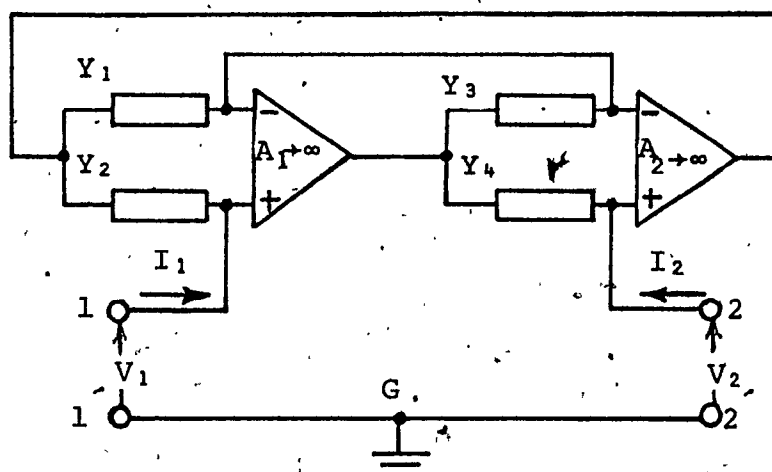 Y₁
Y₃
−
−
A₁→∞
A₂→∞
Y₂
Y₄
+
+
I₁
I₂
1
2
V₁
V₂
G
1
2